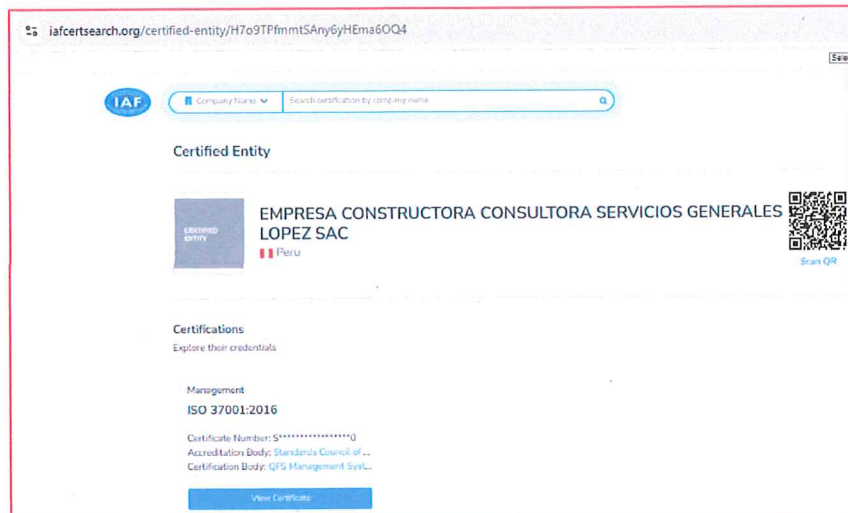 iafcertsearch.org/certified-entity/H7o9TPfmmtSAny6yHEma6OQ4
Sele
IAF
Company Name
Search certification by company name
Certified Entity
CERTIFIED
ENTITY
EMPRESA CONSTRUCTORA CONSULTORA SERVICIOS GENERALES
LOPEZ SAC
Peru
Scan QR
Certifications
Explore their credentials
Management
ISO 37001:2016
Certificate Number: S****************0
Accreditation Body: Standards Council of ...
Certification Body: QFS Management Syst...
View Certificate